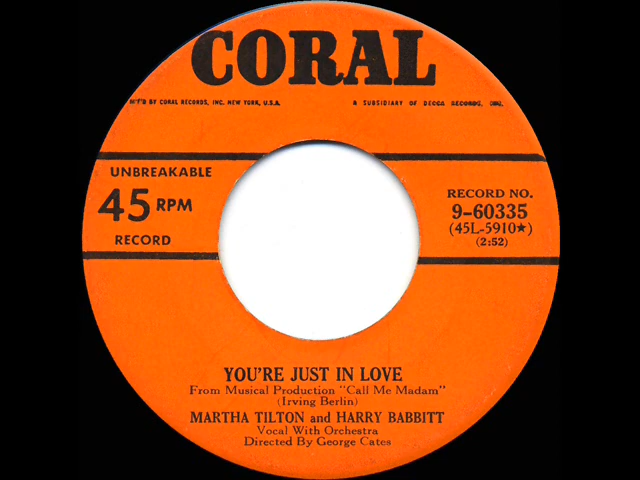 CORAL
M'F'D BY CORAL RECORDS, INC. NEW YORK, U.S.A. A SUBSIDIARY OF DECCA RECORDS, INC.
UNBREAKABLE
45 RPM
RECORD
RECORD NO.
9-60335
(45L-5910★)
(2:52)
YOU'RE JUST IN LOVE
From Musical Production "Call Me Madam"
(Irving Berlin)
MARTHA TILTON and HARRY BABBITT
Vocal With Orchestra
Directed By George Cates